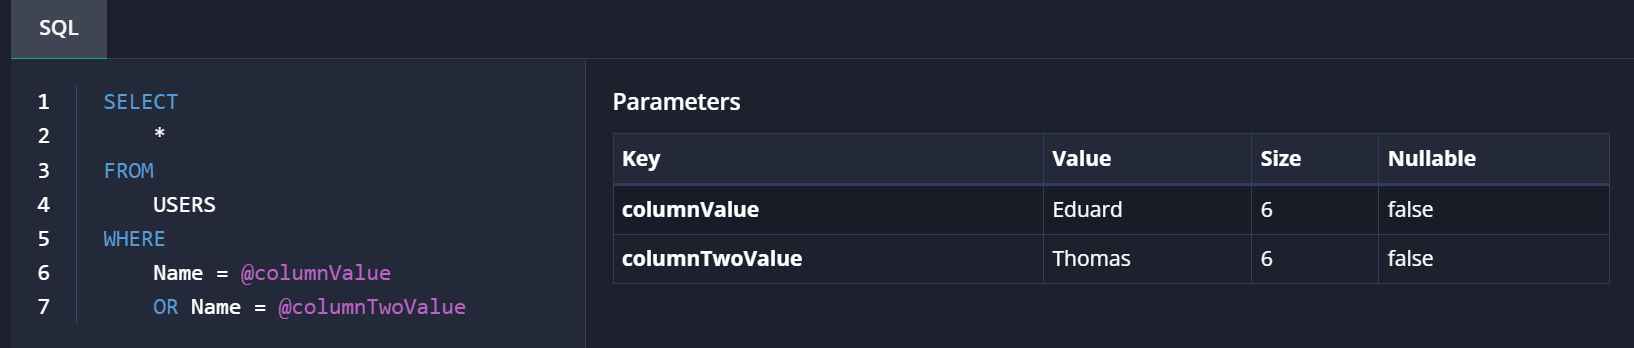 SQL
1 SELECT
2 *
3 FROM
4 USERS
5 WHERE
6 Name = @columnValue
7 OR Name = @columnTwoValue
Parameters
Key Value Size Nullable
columnValue Eduard 6 false
columnTwoValue Thomas 6 false